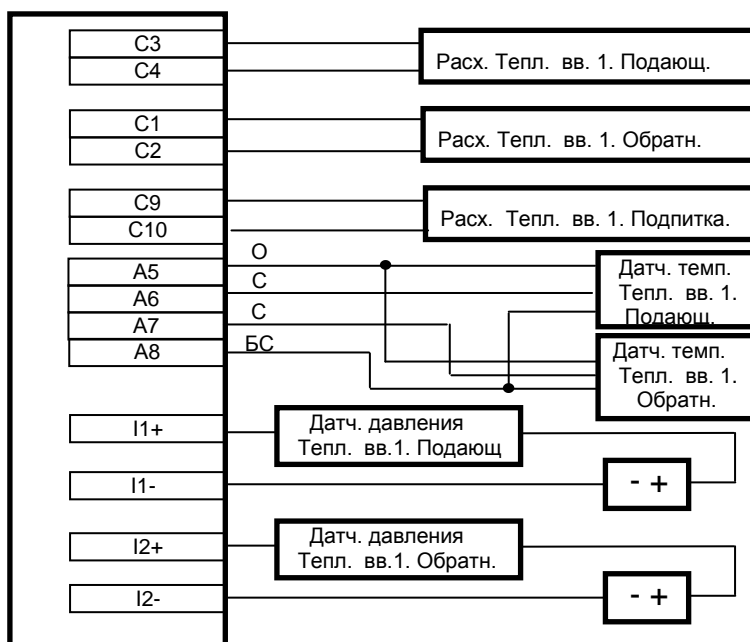 C3
C4
Расх. Тепл. вв. 1. Подающ.
C1
C2
Расх. Тепл. вв. 1. Обратн.
C9
C10
Расх. Тепл. вв. 1. Подпитка.
A5
A6
A7
A8
О
С
С
БС
Датч. темп.
Тепл. вв. 1.
Подающ.
Датч. темп.
Тепл. вв. 1.
Обратн.
I1+
Датч. давления
Тепл. вв.1. Подающ
I1-
- +
I2+
Датч. давления
Тепл. вв.1. Обратн.
I2-
- +